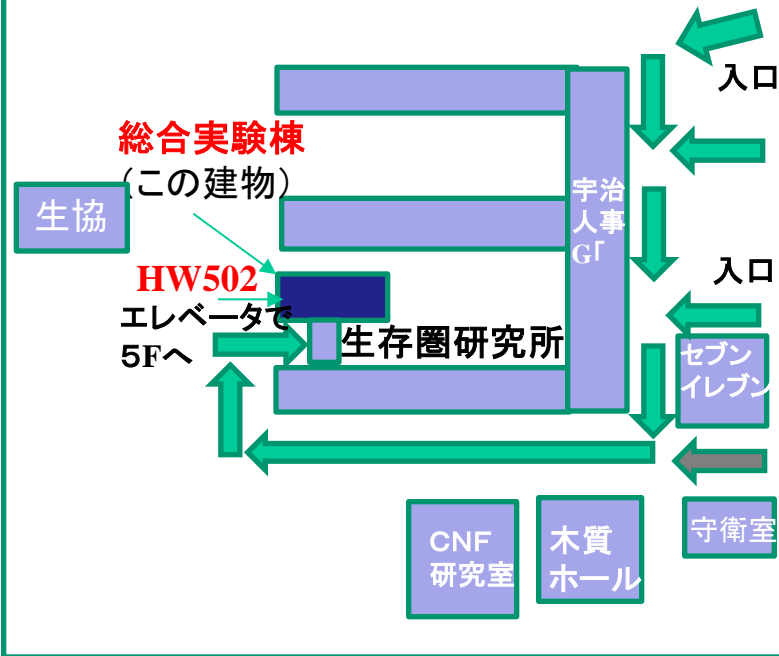 入口
総合実験棟
（この建物）
生協
宇治
人事
G「
HW502
エレベータで
５Fへ
入口
生存圏研究所
セブン
イレブン
CNF
研究室
木質
ホール
守衛室